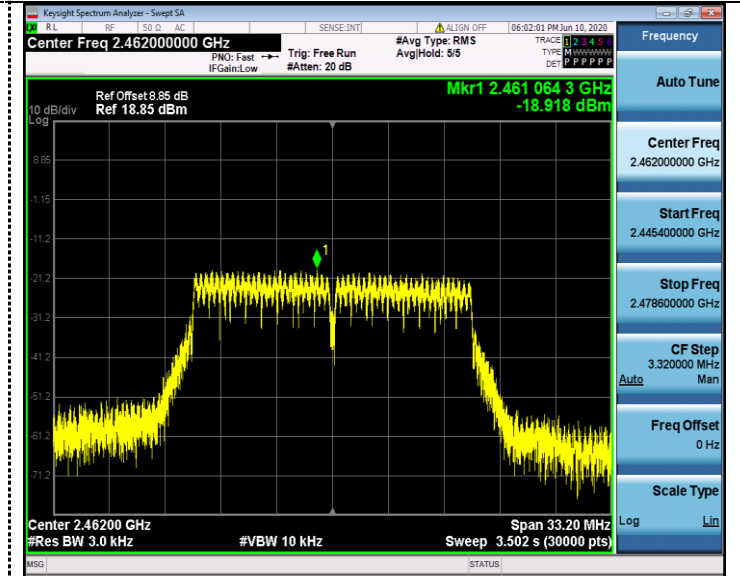 Keysight Spectrum Analyzer - Swept SA
RL RF 50 Ω AC SENSE:INT ALIGN OFF 06:02:01 PM Jun 10, 2020
Center Freq 2.462000000 GHz
PNO: Fast
IFGain:Low
Trig: Free Run
#Atten: 20 dB
#Avg Type: RMS
Avg|Hold: 5/5
TRACE 1 2 3 4 5 6
TYPE M W W W W W
DET P P P P P P
Ref Offset 8.85 dB
10 dB/div Ref 18.85 dBm
Log
Mkr1 2.461 064 3 GHz
-18.918 dBm
8.85
-1.15
-11.2
-21.2
-31.2
-41.2
-51.2
-61.2
-71.2
1
Center 2.46200 GHz Span 33.20 MHz
#Res BW 3.0 kHz #VBW 10 kHz Sweep 3.502 s (30000 pts)
MSG STATUS
Frequency
Auto Tune
Center Freq
2.462000000 GHz
Start Freq
2.445400000 GHz
Stop Freq
2.478600000 GHz
CF Step
3.320000 MHz
Auto Man
Freq Offset
0 Hz
Scale Type
Log Lin